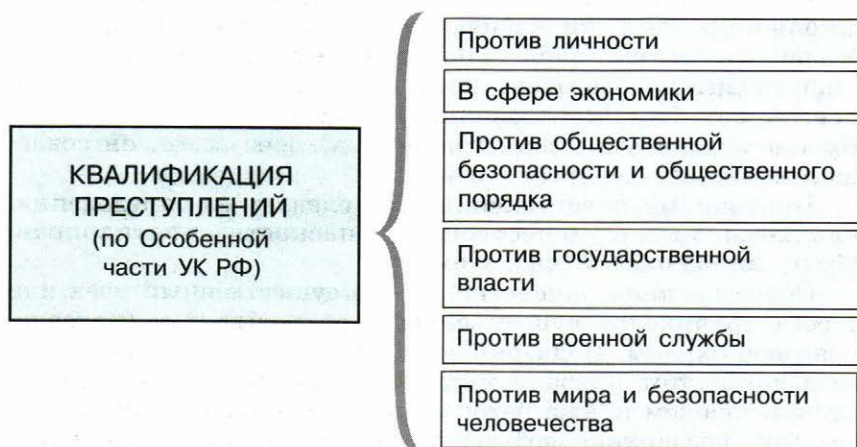 КВАЛИФИКАЦИЯ
ПРЕСТУПЛЕНИЙ
(по Особенной
части УК РФ)
Против личности
В сфере экономики
Против общественной
безопасности и общественного
порядка
Против государственной
власти
Против военной службы
Против мира и безопасности
человечества